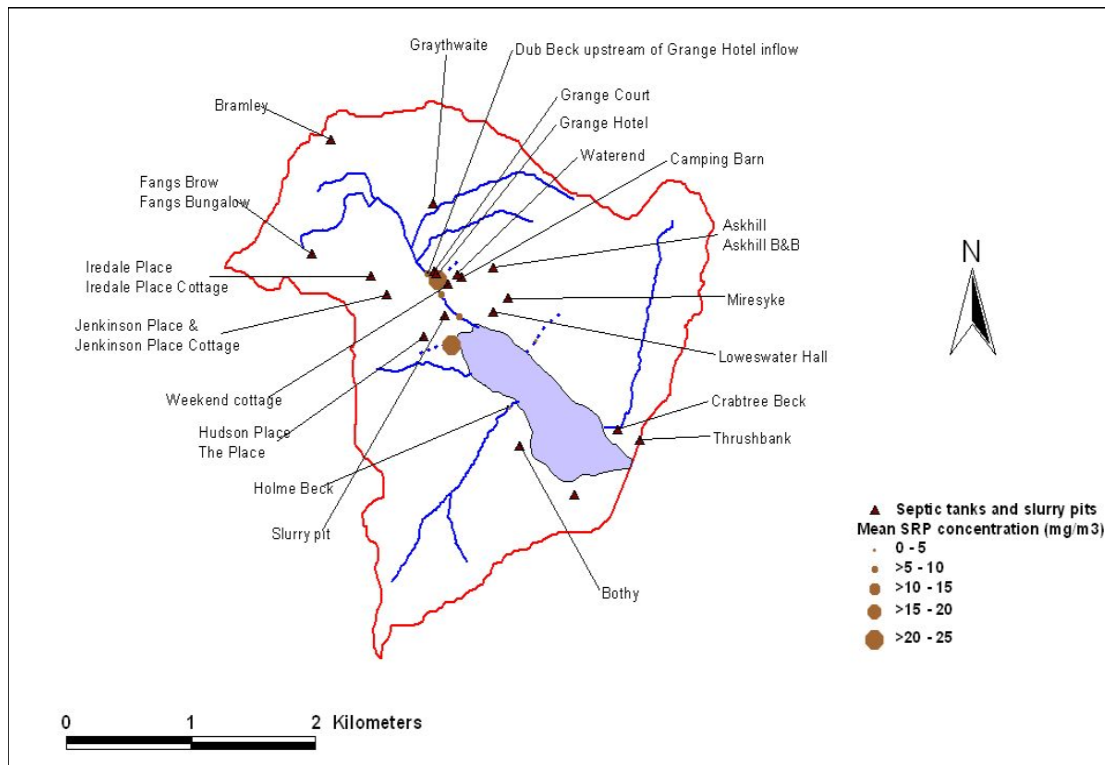 Graythwaite
Dub Beck upstream of Grange Hotel inflow
Grange Court
Bramley
Grange Hotel
Waterend
Camping Barn
Fangs Brow
Fangs Bungalow
Askhill
Askhill B&B
N
Iredale Place
Iredale Place Cottage
Miresyke
Jenkinson Place &
Jenkinson Place Cottage
Loweswater Hall
Weekend cottage
Crabtree Beck
Hudson Place
The Place
Thrushbank
Holme Beck
Slurry pit
Bothy
Septic tanks and slurry pits
Mean SRP concentration (mg/m3)
0 - 5
>5 - 10
>10 - 15
>15 - 20
>20 - 25
0 1 2 Kilometers